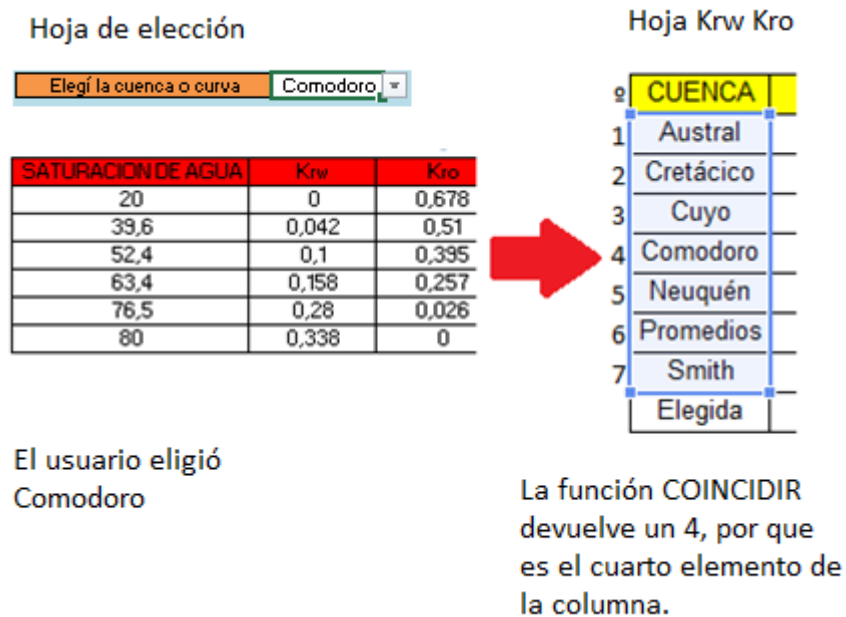 Hoja de elección
Elegí la cuenca o curva Comodoro
SATURACION DE AGUA Krw Kro
20 0 0,678
39,6 0,042 0,51
52,4 0,1 0,395
63,4 0,158 0,257
76,5 0,28 0,026
80 0,338 0
El usuario eligió
Comodoro
Hoja Krw Kro
º CUENCA
1 Austral
2 Cretácico
3 Cuyo
4 Comodoro
5 Neuquén
6 Promedios
7 Smith
Elegida
La función COINCIDIR
devuelve un 4, por que
es el cuarto elemento de
la columna.